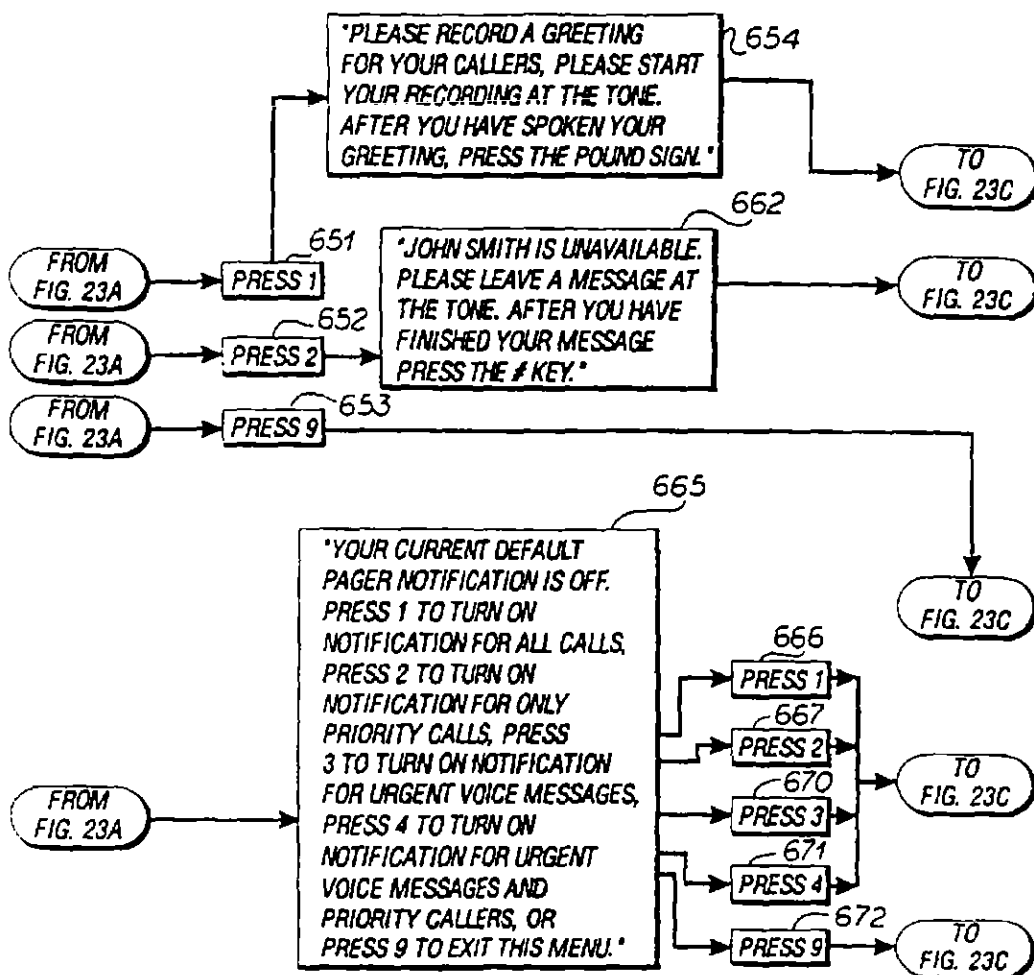 "PLEASE RECORD A GREETING
FOR YOUR CALLERS, PLEASE START
YOUR RECORDING AT THE TONE.
AFTER YOU HAVE SPOKEN YOUR
GREETING, PRESS THE POUND SIGN."
654
TO
FIG. 23C
FROM
FIG. 23A
651
PRESS 1
"JOHN SMITH IS UNAVAILABLE.
PLEASE LEAVE A MESSAGE AT
THE TONE. AFTER YOU HAVE
FINISHED YOUR MESSAGE
PRESS THE # KEY."
662
TO
FIG. 23C
FROM
FIG. 23A
652
PRESS 2
FROM
FIG. 23A
653
PRESS 9
TO
FIG. 23C
FROM
FIG. 23A
665
"YOUR CURRENT DEFAULT
PAGER NOTIFICATION IS OFF.
PRESS 1 TO TURN ON
NOTIFICATION FOR ALL CALLS,
PRESS 2 TO TURN ON
NOTIFICATION FOR ONLY
PRIORITY CALLS, PRESS
3 TO TURN ON NOTIFICATION
FOR URGENT VOICE MESSAGES,
PRESS 4 TO TURN ON
NOTIFICATION FOR URGENT
VOICE MESSAGES AND
PRIORITY CALLERS, OR
PRESS 9 TO EXIT THIS MENU."
666
PRESS 1
667
PRESS 2
670
PRESS 3
671
PRESS 4
672
PRESS 9
TO
FIG. 23C
TO
FIG. 23C